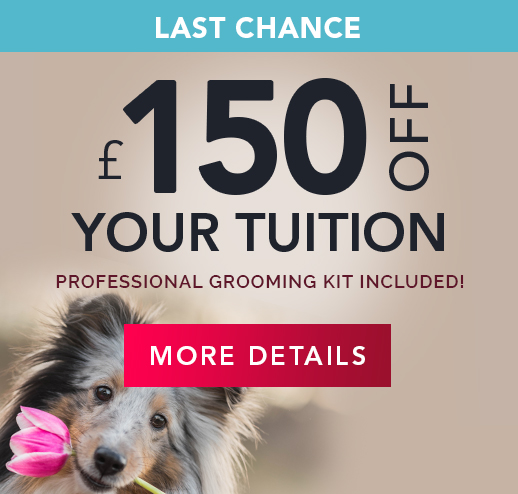 LAST CHANCE
£150 OFF
YOUR TUITION
PROFESSIONAL GROOMING KIT INCLUDED!
MORE DETAILS